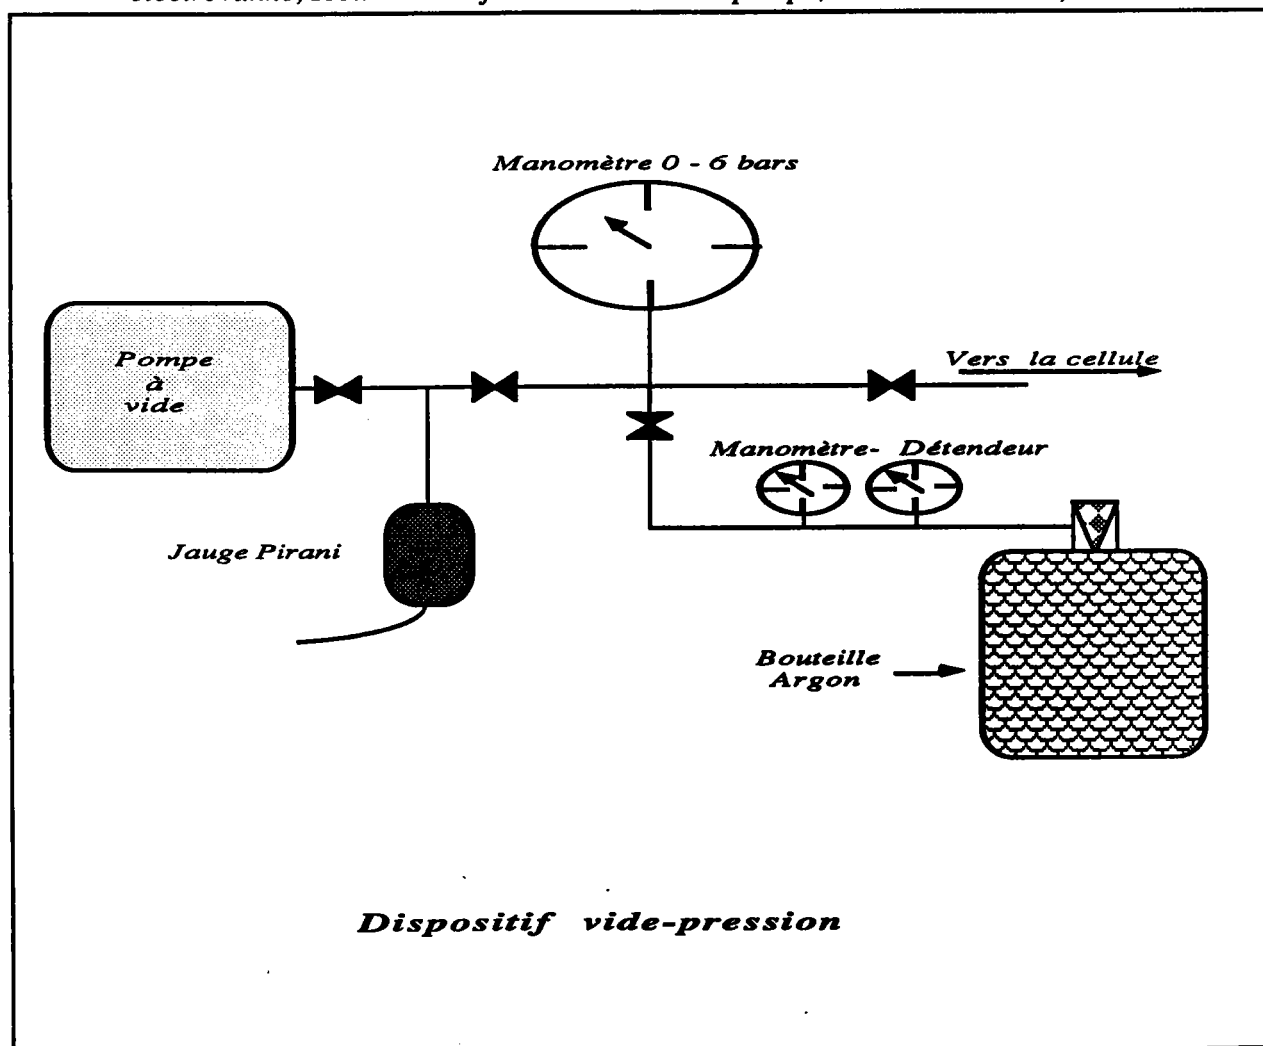 Manomètre 0 - 6 bars
Pompe
à
vide
Vers la cellule
Manomètre- Détendeur
Jauge Pirani
Bouteille
Argon
Dispositif vide-pression